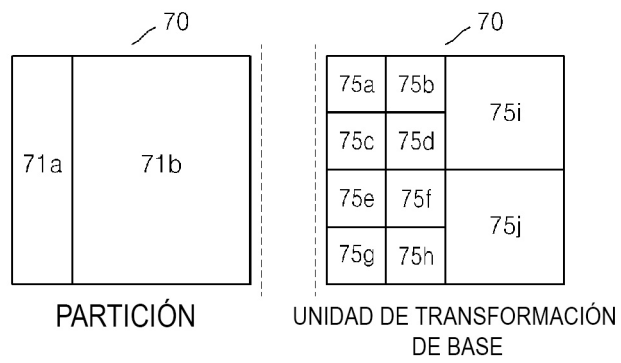 70
70
71a
71b
75a
75b
75i
75c
75d
75e
75f
75j
75g
75h
PARTICIÓN
UNIDAD DE TRANSFORMACIÓN
DE BASE